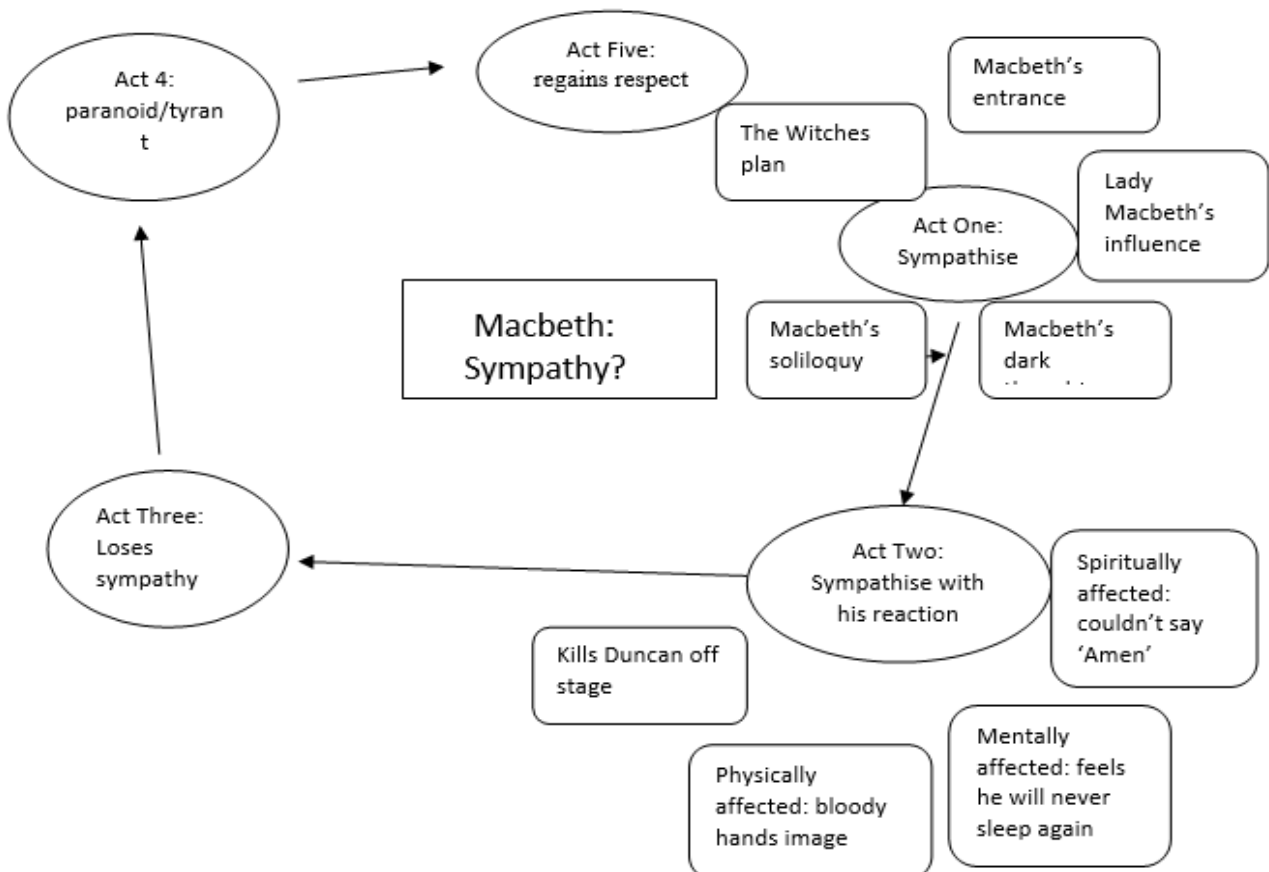 Macbeth:
Sympathy?
The Witches
plan
Macbeth's
entrance
Lady
Macbeth's
influence
Act One:
Sympathise
Macbeth's
soliloquy
Macbeth's
dark
Act Two:
Sympathise with
his reaction
Spiritually
affected:
couldn't say
'Amen'
Mentally
affected: feels
he will never
sleep again
Physically
affected: bloody
hands image
Kills Duncan off
stage
Act Three:
Loses
sympathy
Act 4:
paranoid/tyran
t
Act Five:
regains respect